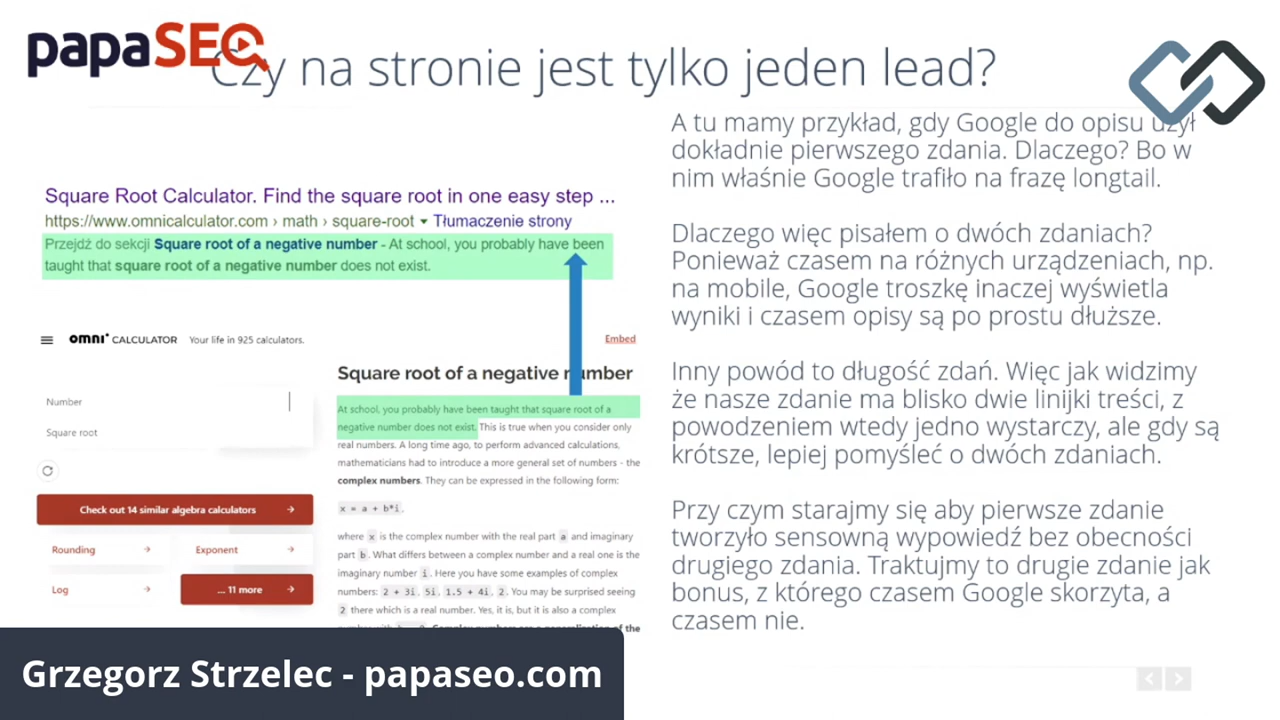 papaSEO
Czy na stronie jest tylko jeden lead?
Square Root Calculator. Find the square root in one easy step ...
https://www.omnicalculator.com › math › square-root ▾ Tłumaczenie strony
Przejdź do sekcji Square root of a negative number - At school, you probably have been
taught that square root of a negative number does not exist.
OMNI CALCULATOR Your life in 925 calculators. Embed
Number
Square root
Check out 14 similar algebra calculators →
Rounding → Exponent →
Log → ... 11 more →
Square root of a negative number
At school, you probably have been taught that square root of a
negative number does not exist. This is true when you consider only
real numbers. A long time ago, to perform advanced calculations,
mathematicians had to introduce a more general set of numbers - the
complex numbers. They can be expressed in the following form:
x = a + b*i.
where x is the complex number with the real part a and imaginary
part b. What differs between a complex number and a real one is the
imaginary number i. Here you have some examples of complex
numbers: 2 + 3i, 5i, 1.5 + 4i, 2. You may be surprised seeing
2 there which is a real number. Yes, it is, but it is also a complex
A tu mamy przykład, gdy Google do opisu użył
dokładnie pierwszego zdania. Dlaczego? Bo w
nim właśnie Google trafiło na frazę longtail.
Dlaczego więc pisałem o dwóch zdaniach?
Ponieważ czasem na różnych urządzeniach, np.
na mobile, Google troszkę inaczej wyświetla
wyniki i czasem opisy są po prostu dłuższe.
Inny powód to długość zdań. Więc jak widzimy
że nasze zdanie ma blisko dwie linijki treści, z
powodzeniem wtedy jedno wystarczy, ale gdy są
krótsze, lepiej pomyśleć o dwóch zdaniach.
Przy czym starajmy się aby pierwsze zdanie
tworzyło sensowną wypowiedź bez obecności
drugiego zdania. Traktujmy to drugie zdanie jak
bonus, z którego czasem Google skorzyta, a
czasem nie.
Grzegorz Strzelec - papaseo.com